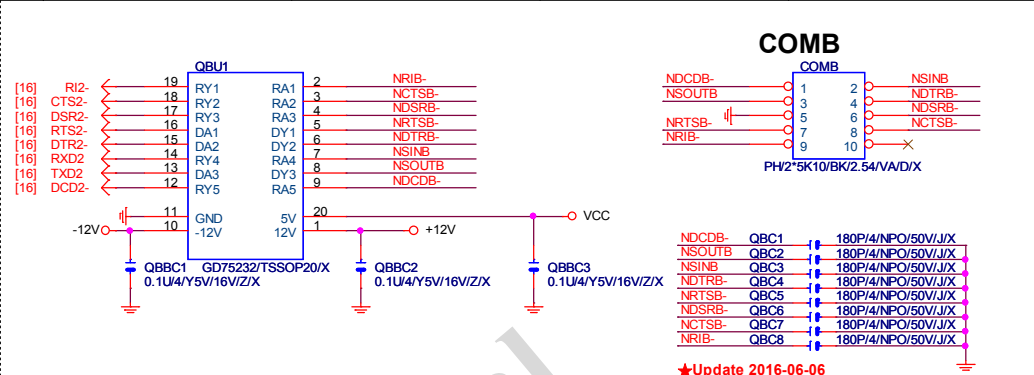 COMB
QBU1
[16] RI2- 19 RY1 RA1 2 NRIB-
[16] CTS2- 18 RY2 RA2 3 NCTSB-
[16] DSR2- 17 RY3 RA3 4 NDSRB-
[16] RTS2- 16 DA1 DY1 5 NRTSB-
[16] DTR2- 15 DA2 DY2 6 NDTRB-
[16] RXD2 14 RY4 RA4 7 NSINB
[16] TXD2 13 DA3 DY3 8 NSOUTB
[16] DCD2- 12 RY5 RA5 9 NDCDB-
11 GND 5V 20 VCC
-12V 10 -12V 12V 1 +12V
GD75232/TSSOP20/X
QBBC1
0.1U/4/Y5V/16V/Z/X
QBBC2
0.1U/4/Y5V/16V/Z/X
QBBC3
0.1U/4/Y5V/16V/Z/X
COMB
NDCDB- 1 2 NSINB
NSOUTB 3 4 NDTRB-
5 6 NDSRB-
NRTSB- 7 8 NCTSB-
NRIB- 9 10
PH/2*5K10/BK/2.54/VA/D/X
NDCDB- QBC1 180P/4/NPO/50V/J/X
NSOUTB QBC2 180P/4/NPO/50V/J/X
NSINB QBC3 180P/4/NPO/50V/J/X
NDTRB- QBC4 180P/4/NPO/50V/J/X
NRTSB- QBC5 180P/4/NPO/50V/J/X
NDSRB- QBC6 180P/4/NPO/50V/J/X
NCTSB- QBC7 180P/4/NPO/50V/J/X
NRIB- QBC8 180P/4/NPO/50V/J/X
★Update 2016-06-06